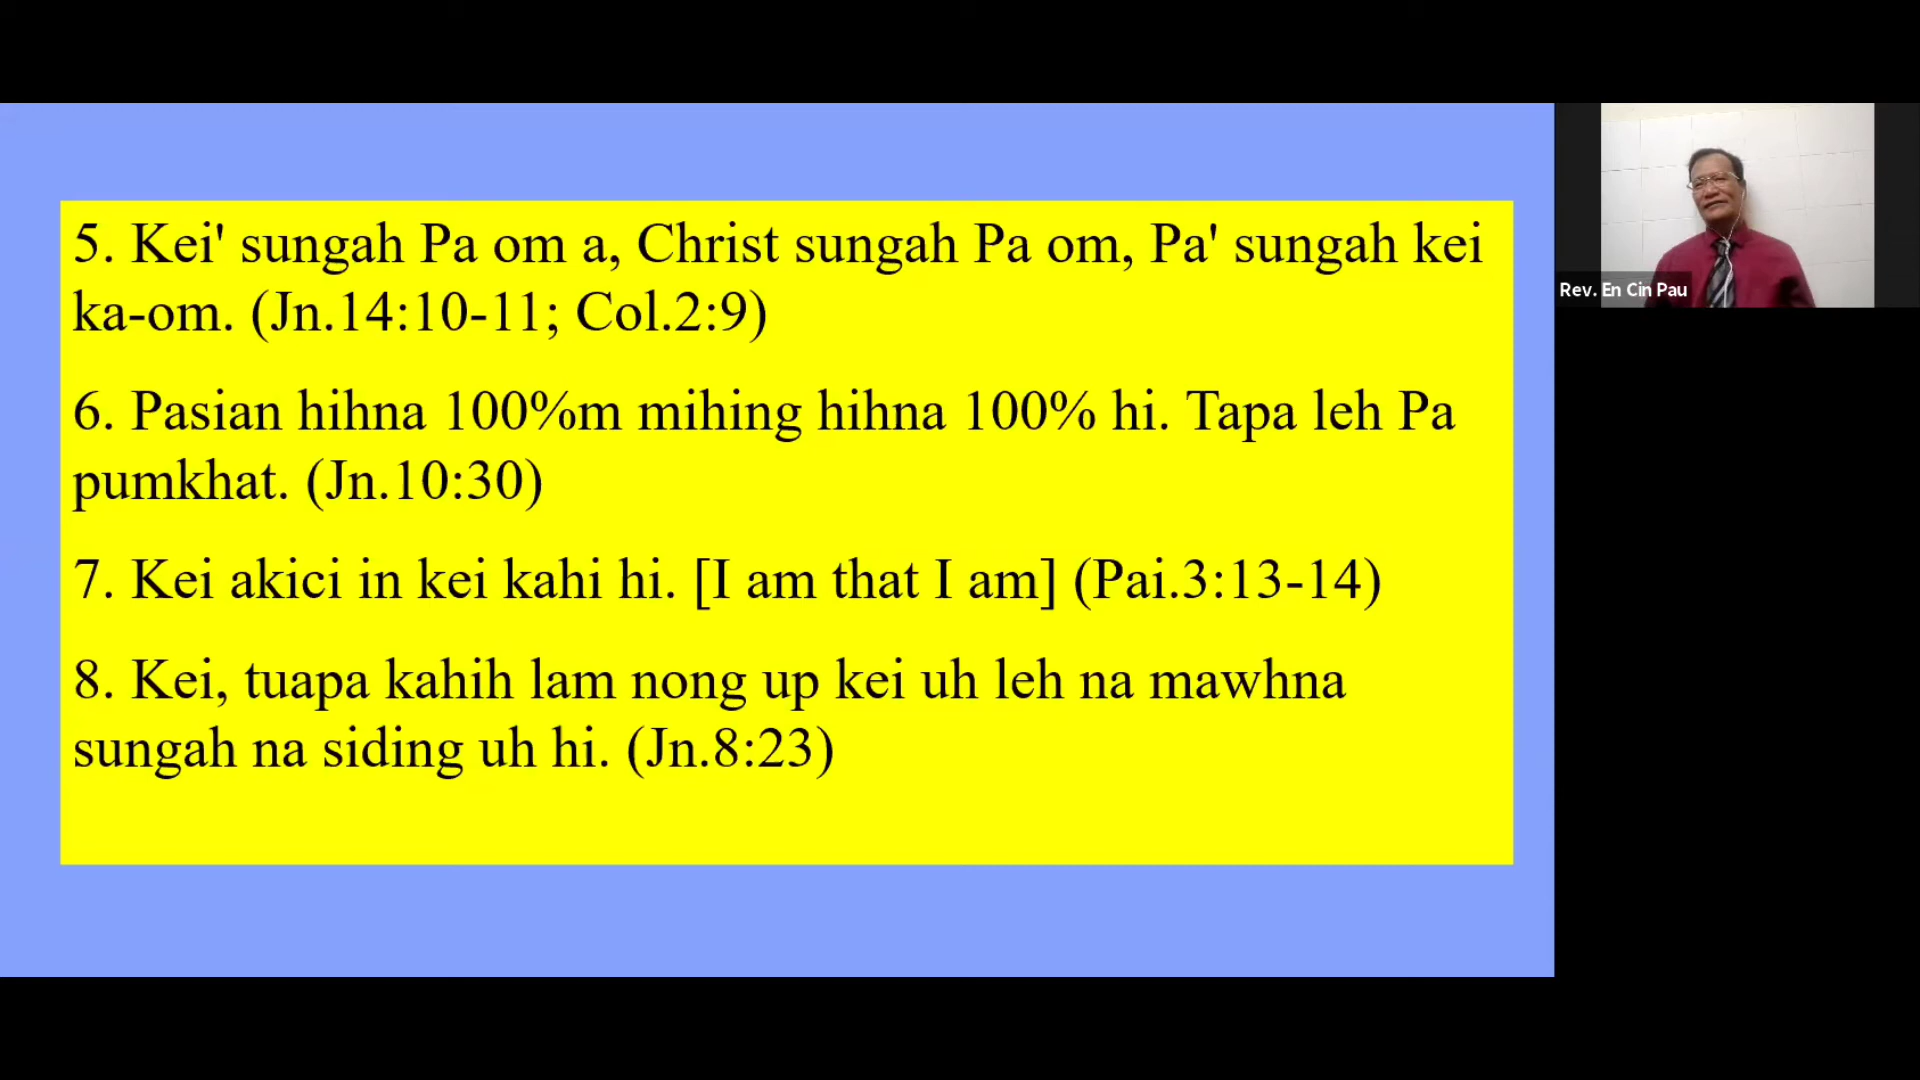 5. Kei' sungah Pa om a, Christ sungah Pa om, Pa' sungah kei
ka-om. (Jn.14:10-11; Col.2:9)
6. Pasian hihna 100%m mihing hihna 100% hi. Tapa leh Pa
pumkhat. (Jn.10:30)
7. Kei akici in kei kahi hi. [I am that I am] (Pai.3:13-14)
8. Kei, tuapa kahih lam nong up kei uh leh na mawhna
sungah na siding uh hi. (Jn.8:23)
Rev. En Cin Pau